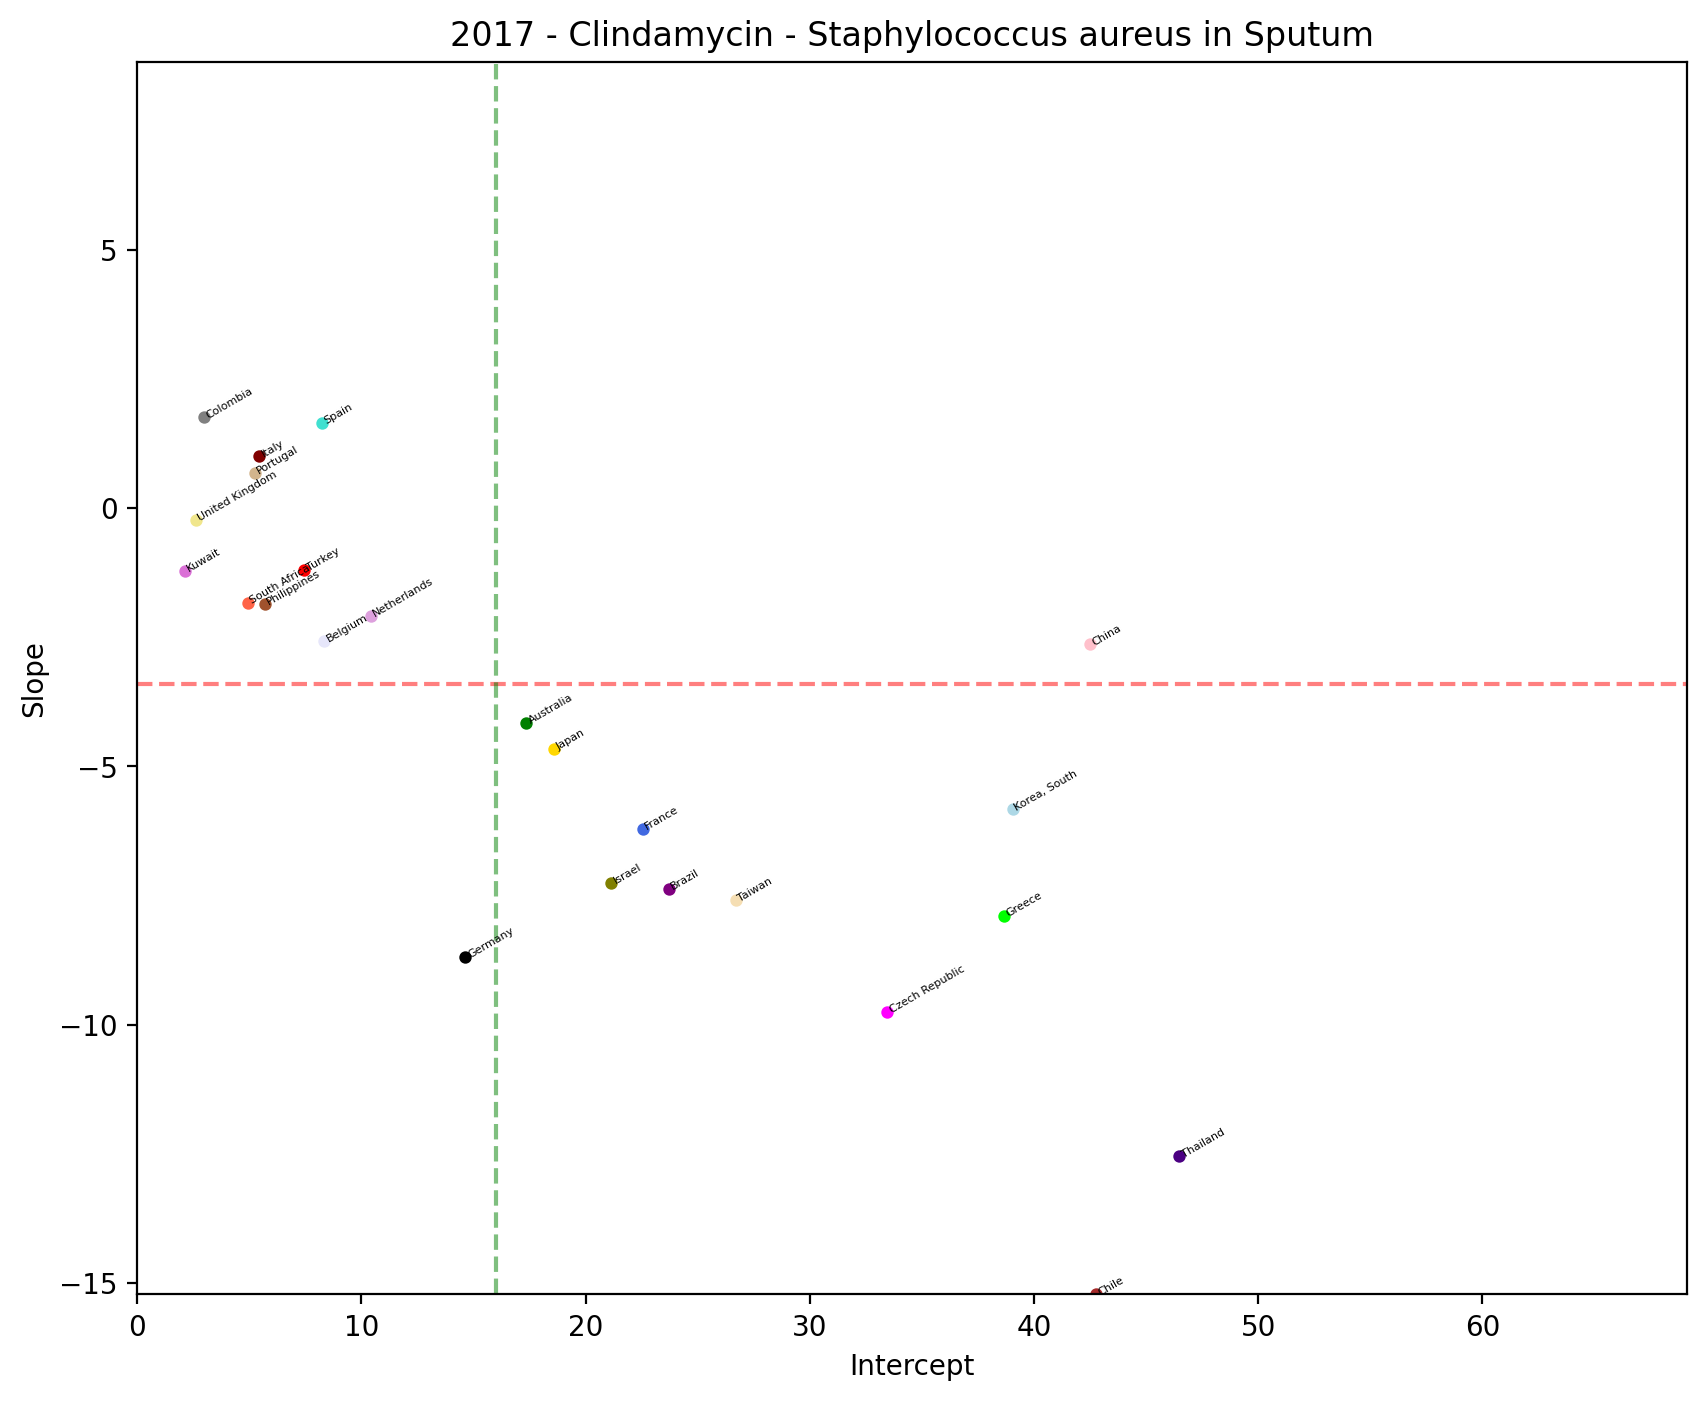 2017 - Clindamycin - Staphylococcus aureus in Sputum
5
0
−5
−10
−15
Slope
Colombia
Spain
Italy
Portugal
United Kingdom
Kuwait
Turkey
South Africa
Philippines
Netherlands
Belgium
China
Australia
Japan
Korea, South
France
Israel
Brazil
Taiwan
Greece
Germany
Czech Republic
Thailand
Chile
0 10 20 30 40 50 60
Intercept